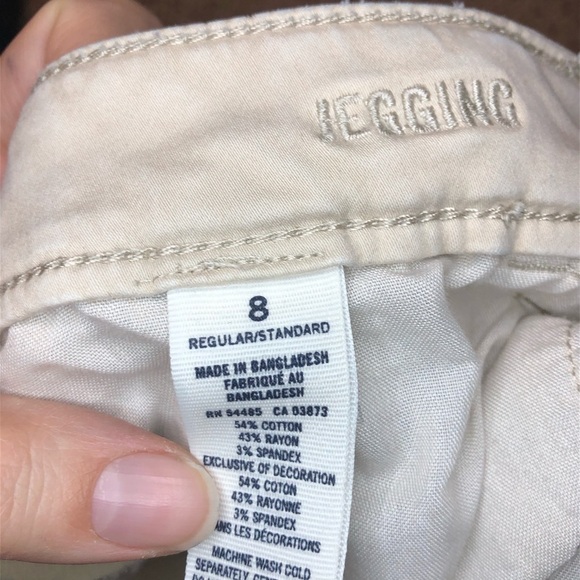 JEGGING
8
REGULAR/STANDARD
MADE IN BANGLADESH
FABRIQUÉ AU
BANGLADESH
RN 54485 CA 03873
54% COTTON
43% RAYON
3% SPANDEX
EXCLUSIVE OF DECORATION
54% COTON
43% RAYONNE
3% SPANDEX
LES DÉCORATIONS
MACHINE WASH COLD
SEPARATELY